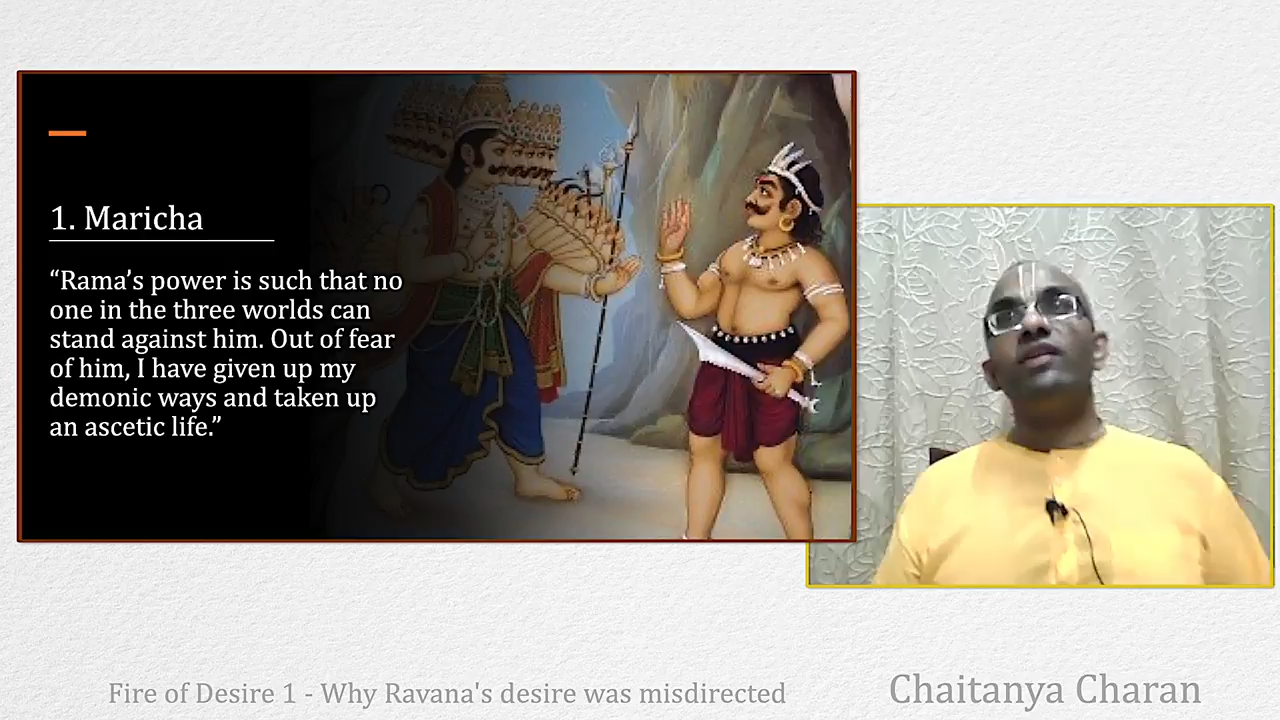 1. Maricha
“Rama’s power is such that no
one in the three worlds can
stand against him. Out of fear
of him, I have given up my
demonic ways and taken up
an ascetic life.”
Fire of Desire 1 - Why Ravana's desire was misdirected
Chaitanya Charan